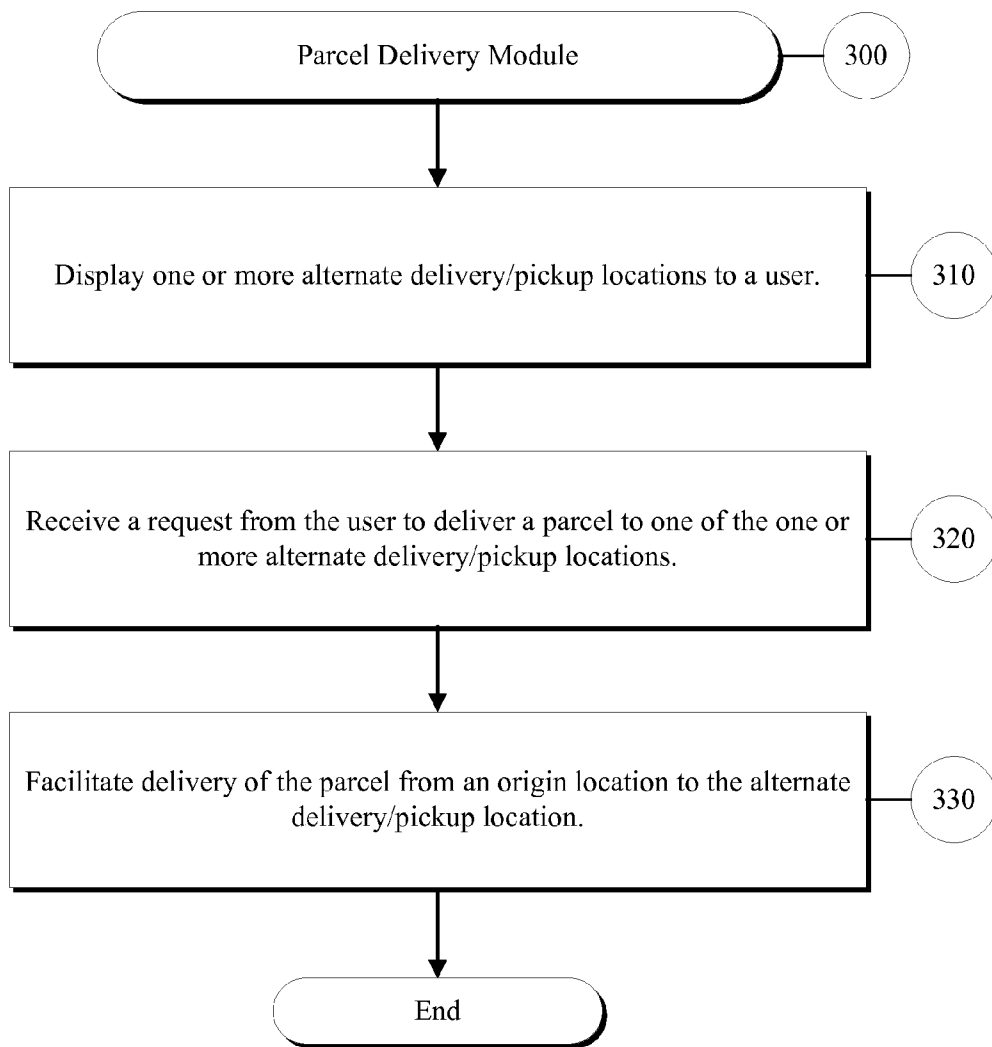 Parcel Delivery Module
300
Display one or more alternate delivery/pickup locations to a user.
310
Receive a request from the user to deliver a parcel to one of the one or
more alternate delivery/pickup locations.
320
Facilitate delivery of the parcel from an origin location to the alternate
delivery/pickup location.
330
End